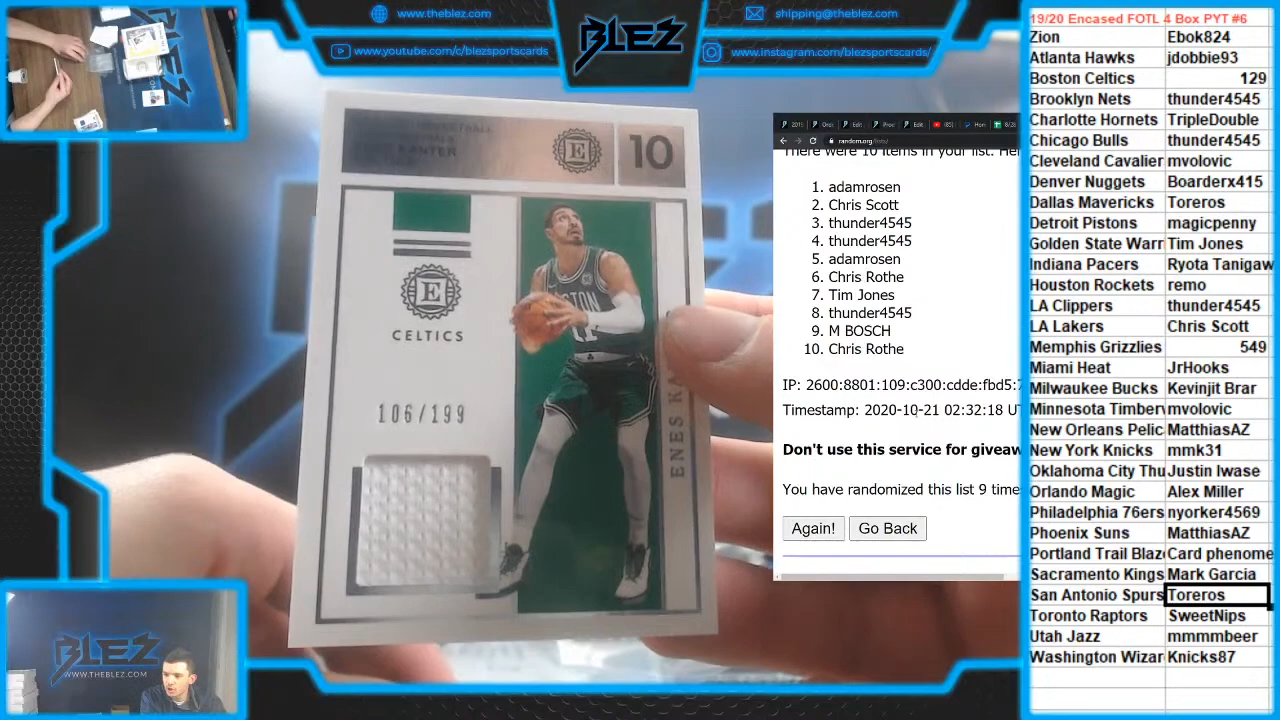 www.theblez.com
www.youtube.com/c/blezsportscards
BLEZ
shipping@theblez.com
www.instagram.com/blezsportscards/
KANTER
E
10
E
CELTICS
106/199
ENES KA
There were 10 items in your list. He
1. adamrosen
2. Chris Scott
3. thunder4545
4. thunder4545
5. adamrosen
6. Chris Rothe
7. Tim Jones
8. thunder4545
9. M BOSCH
10. Chris Rothe
IP: 2600:8801:109:c300:cdde:fbd5:
Timestamp: 2020-10-21 02:32:18 UT
Don't use this service for giveaw
You have randomized this list 9 time
Again! Go Back
19/20 Encased FOTL 4 Box PYT #6
Zion Ebok824
Atlanta Hawks jdobbie93
Boston Celtics 129
Brooklyn Nets thunder4545
Charlotte Hornets TripleDouble
Chicago Bulls thunder4545
Cleveland Cavalier mvolovic
Denver Nuggets Boarderx415
Dallas Mavericks Toreros
Detroit Pistons magicpenny
Golden State Warr Tim Jones
Indiana Pacers Ryota Tanigaw
Houston Rockets remo
LA Clippers thunder4545
LA Lakers Chris Scott
Memphis Grizzlies 549
Miami Heat JrHooks
Milwaukee Bucks Kevinjit Brar
Minnesota Timberv mvolovic
New Orleans Pelic MatthiasAZ
New York Knicks mmk31
Oklahoma City Thu Justin Iwase
Orlando Magic Alex Miller
Philadelphia 76ers nyorker4569
Phoenix Suns MatthiasAZ
Portland Trail Blaz Card phenome
Sacramento Kings Mark Garcia
San Antonio Spurs Toreros
Toronto Raptors SweetNips
Utah Jazz mmmmbeer
Washington Wizar Knicks87
BLEZ
WWW.THEBLEZ.COM